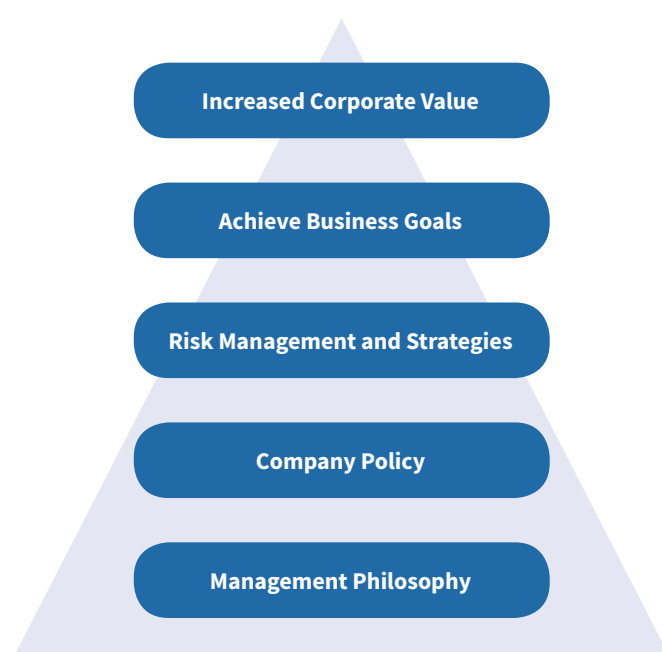 Increased Corporate Value
Achieve Business Goals
Risk Management and Strategies
Company Policy
Management Philosophy